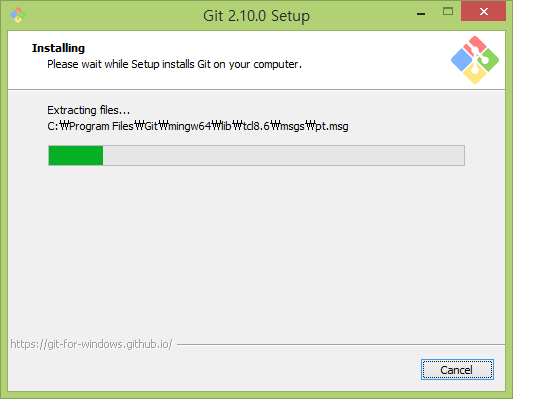 Git 2.10.0 Setup
Installing
Please wait while Setup installs Git on your computer.
Extracting files...
C:₩Program Files₩Git₩mingw64₩lib₩tcl8.6₩msgs₩pt.msg
https://git-for-windows.github.io/
Cancel